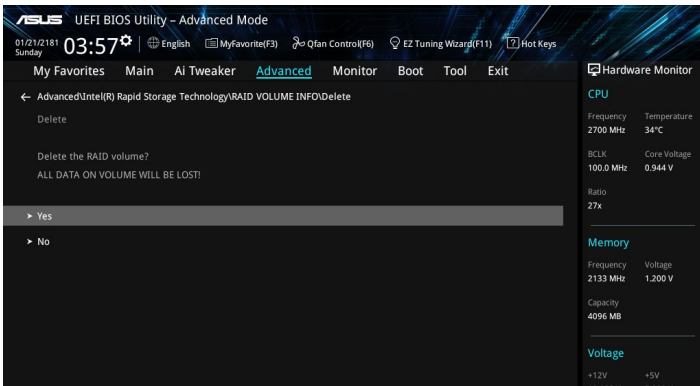 ASUS UEFI BIOS Utility – Advanced Mode
01/21/2181 Sunday 03:57 English MyFavorite(F3) Qfan Control(F6) EZ Tuning Wizard(F11) ? Hot Keys
My Favorites Main Ai Tweaker Advanced Monitor Boot Tool Exit
← Advanced\Intel(R) Rapid Storage Technology\RAID VOLUME INFO\Delete
Delete
Delete the RAID volume?
ALL DATA ON VOLUME WILL BE LOST!
> Yes
> No
Hardware Monitor
CPU
Frequency Temperature
2700 MHz 34°C
BCLK Core Voltage
100.0 MHz 0.944 V
Ratio
27x
Memory
Frequency Voltage
2133 MHz 1.200 V
Capacity
4096 MB
Voltage
+12V +5V